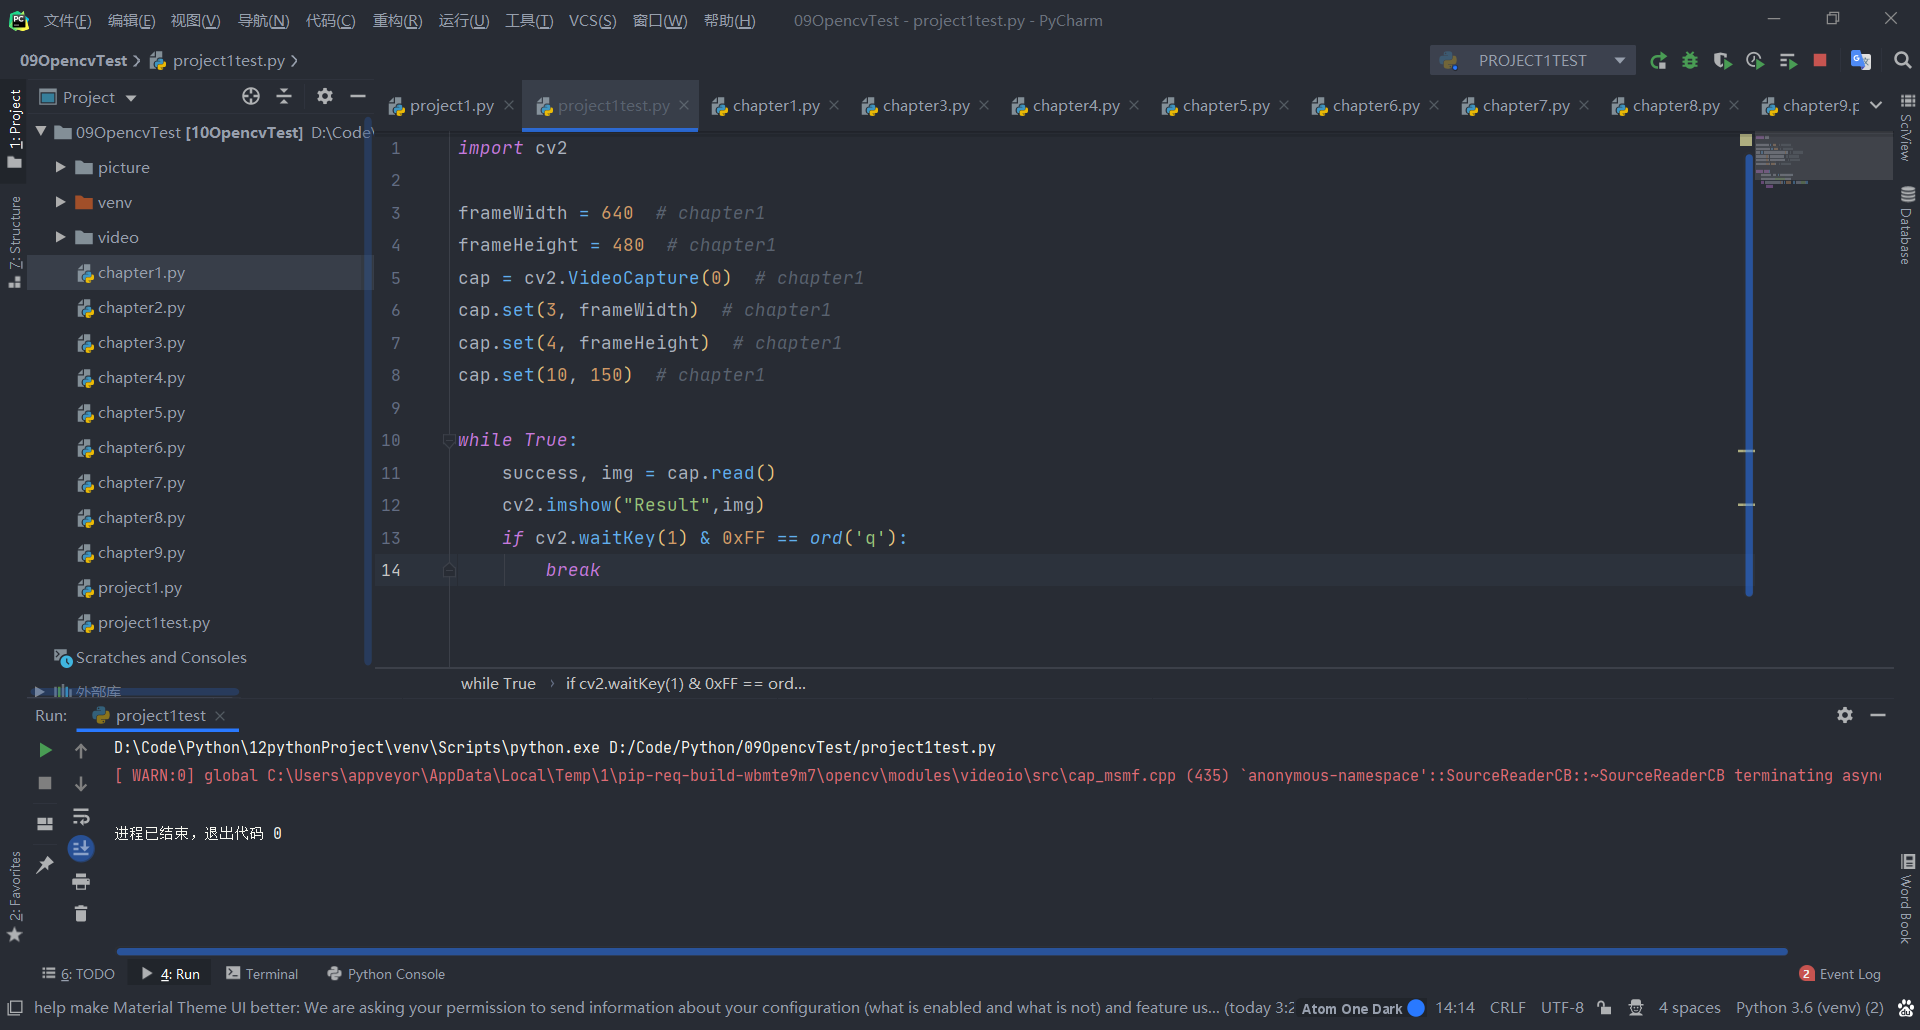 文件(F) 编辑(E) 视图(V) 导航(N) 代码(C) 重构(R) 运行(U) 工具(T) VCS(S) 窗口(W) 帮助(H) 09OpencvTest - project1test.py - PyCharm
09OpencvTest project1test.py PROJECT1TEST
Project
project1.py project1test.py chapter1.py chapter3.py chapter4.py chapter5.py chapter6.py chapter7.py chapter8.py chapter9.p
1: Project
7: Structure
2: Favorites
09OpencvTest [10OpencvTest] D:\Code\
picture
venv
video
chapter1.py
chapter2.py
chapter3.py
chapter4.py
chapter5.py
chapter6.py
chapter7.py
chapter8.py
chapter9.py
project1.py
project1test.py
Scratches and Consoles
外部库
1 import cv2
2
3 frameWidth = 640  # chapter1
4 frameHeight = 480  # chapter1
5 cap = cv2.VideoCapture(0)  # chapter1
6 cap.set(3, frameWidth)  # chapter1
7 cap.set(4, frameHeight)  # chapter1
8 cap.set(10, 150)  # chapter1
9
10 while True:
11     success, img = cap.read()
12     cv2.imshow("Result",img)
13     if cv2.waitKey(1) & 0xFF == ord('q'):
14         break
while True if cv2.waitKey(1) & 0xFF == ord...
SciView
Database
Word Book
Run: project1test
D:\Code\Python\12pythonProject\venv\Scripts\python.exe D:/Code/Python/09OpencvTest/project1test.py
[ WARN:0] global C:\Users\appveyor\AppData\Local\Temp\1\pip-req-build-wbmte9m7\opencv\modules\videoio\src\cap_msmf.cpp (435) `anonymous-namespace'::SourceReaderCB::~SourceReaderCB terminating async
进程已结束，退出代码 0
6: TODO 4: Run Terminal Python Console 2 Event Log
help make Material Theme UI better: We are asking your permission to send information about your configuration (what is enabled and what is not) and feature us... (today 3:2 Atom One Dark 14:14 CRLF UTF-8 4 spaces Python 3.6 (venv) (2)